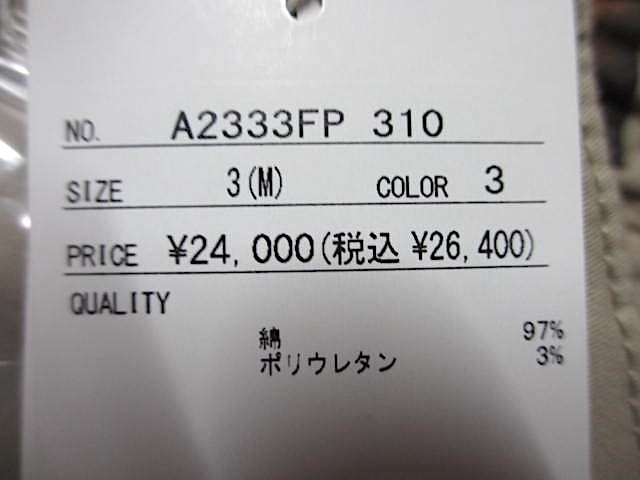 NO. A2333FP 310
SIZE 3(M) COLOR 3
PRICE ¥24,000(税込 ¥26,400)
QUALITY
綿 97%
ポリウレタン 3%